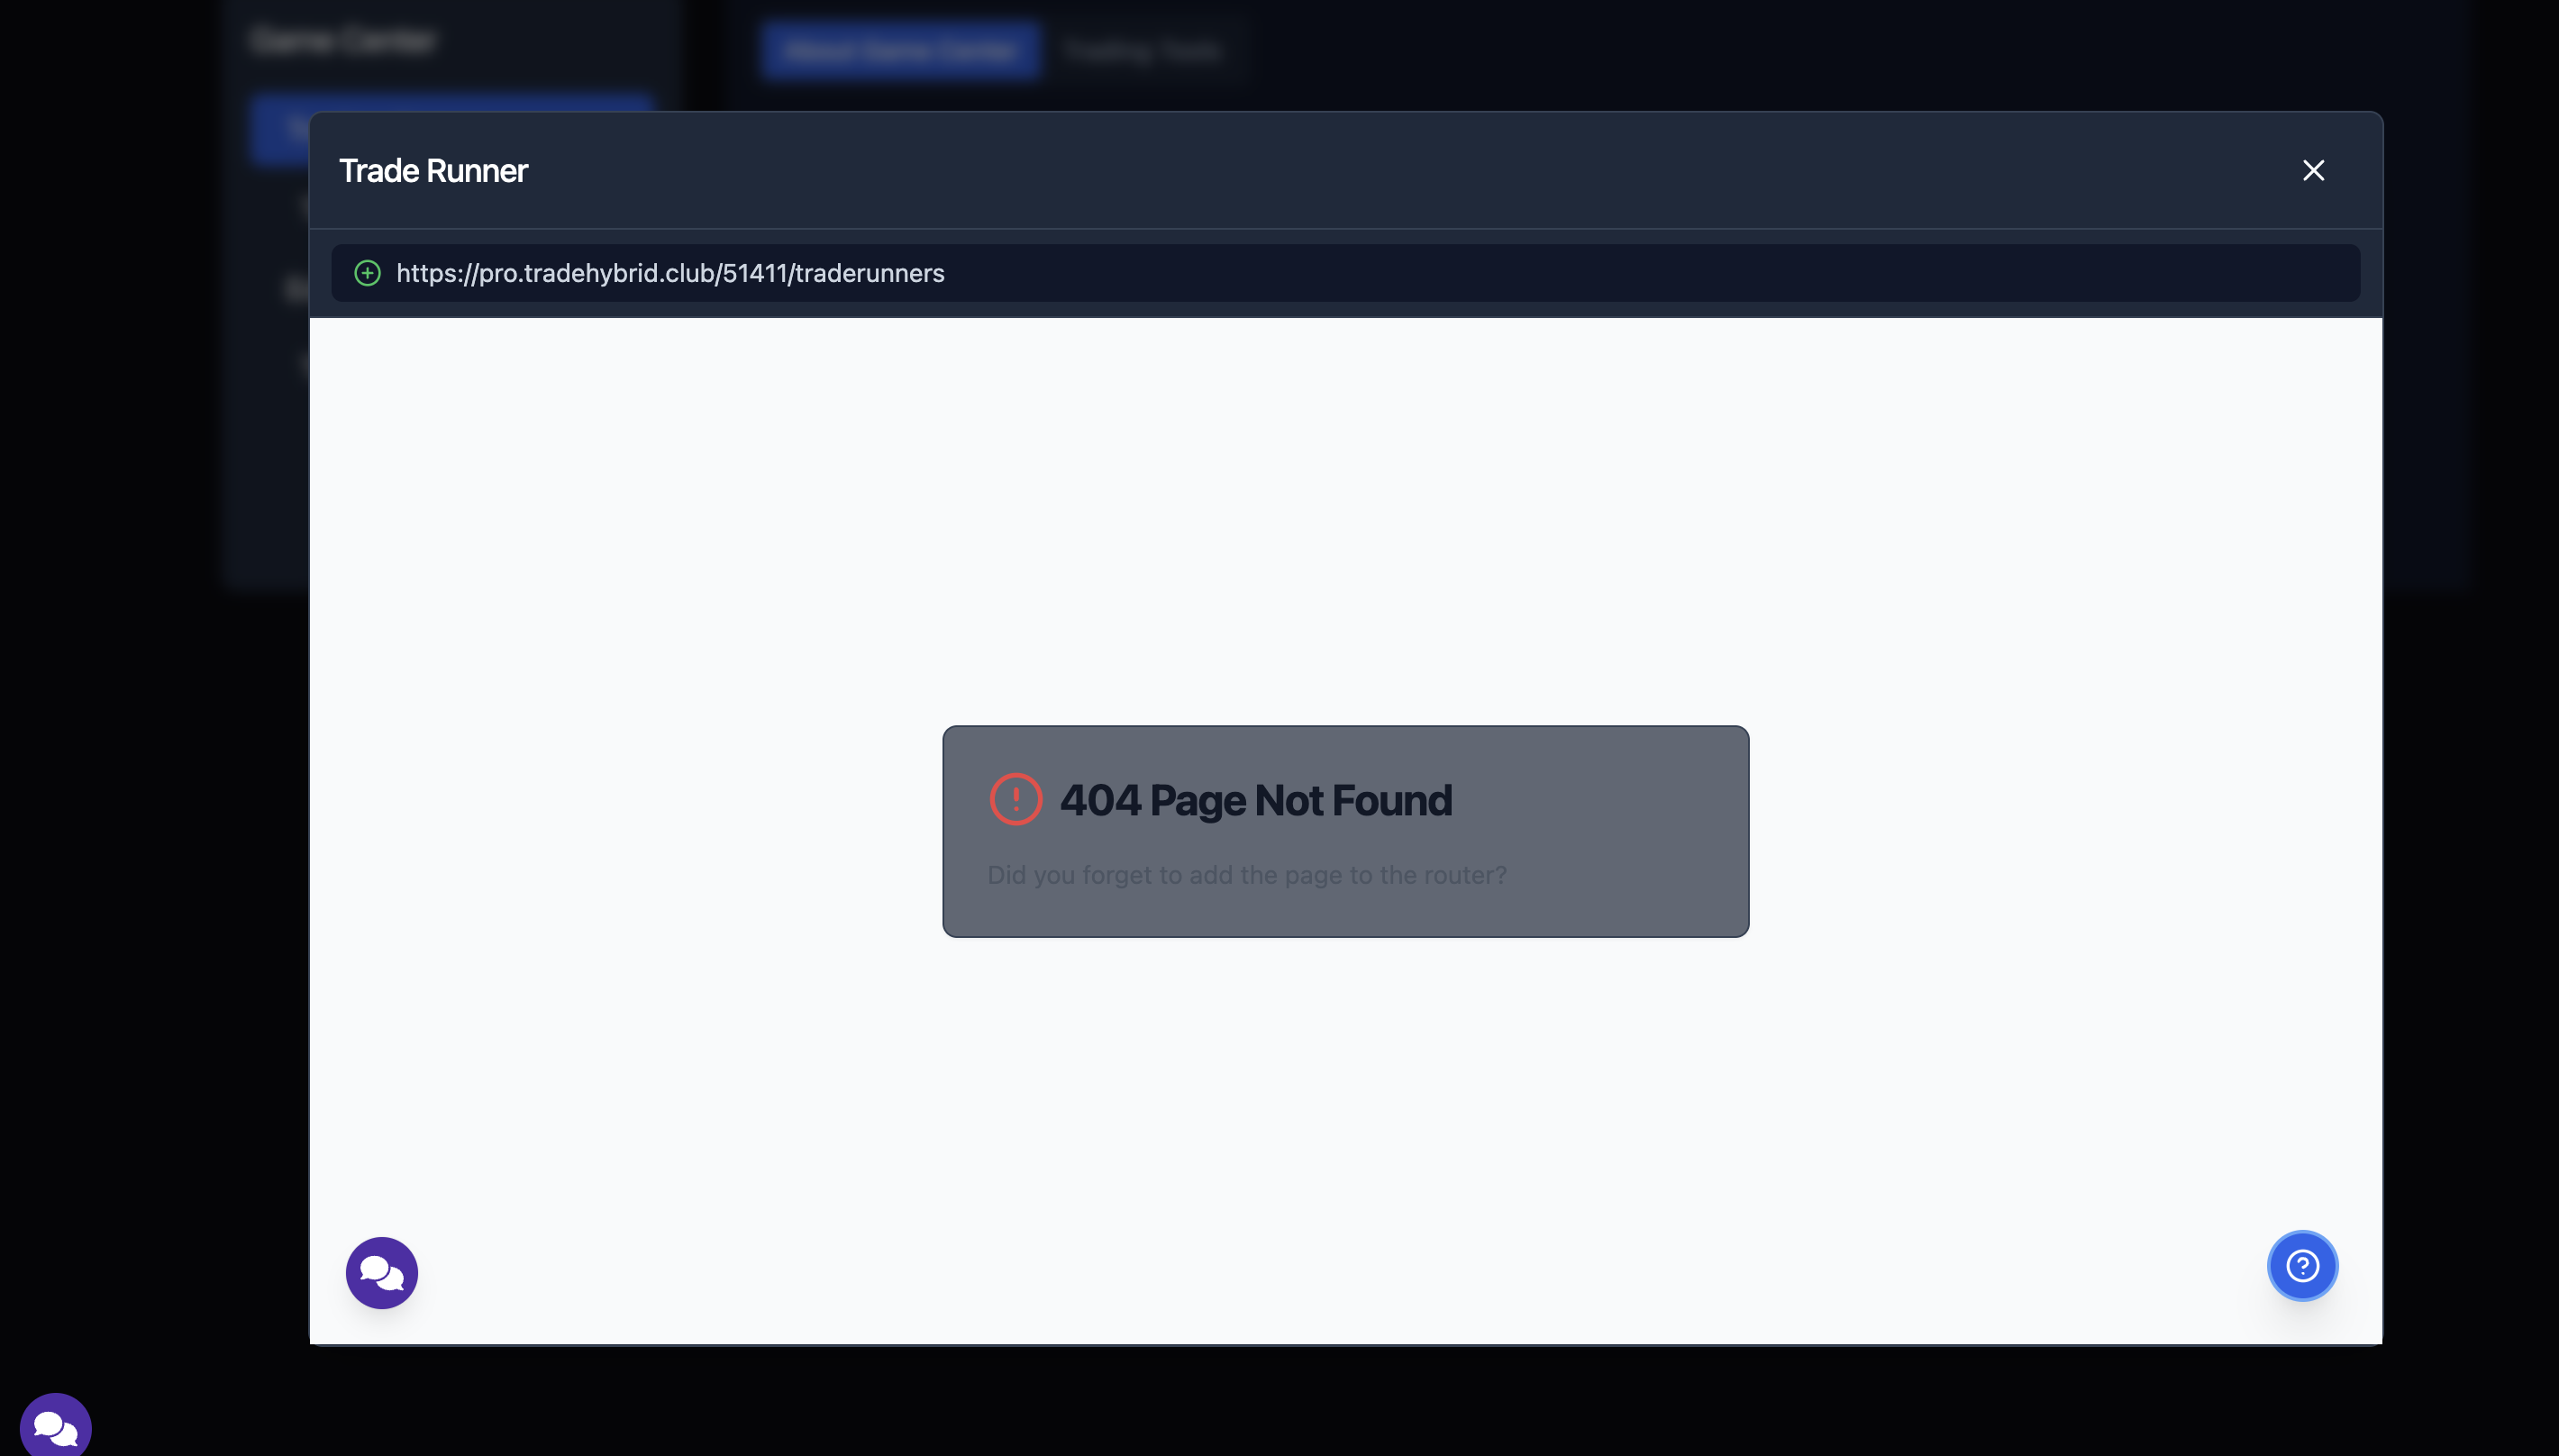 Game Center
About Game Center
Trading Tools
Trade Runner
https://pro.tradehybrid.club/51411/traderunners
404 Page Not Found
Did you forget to add the page to the router?